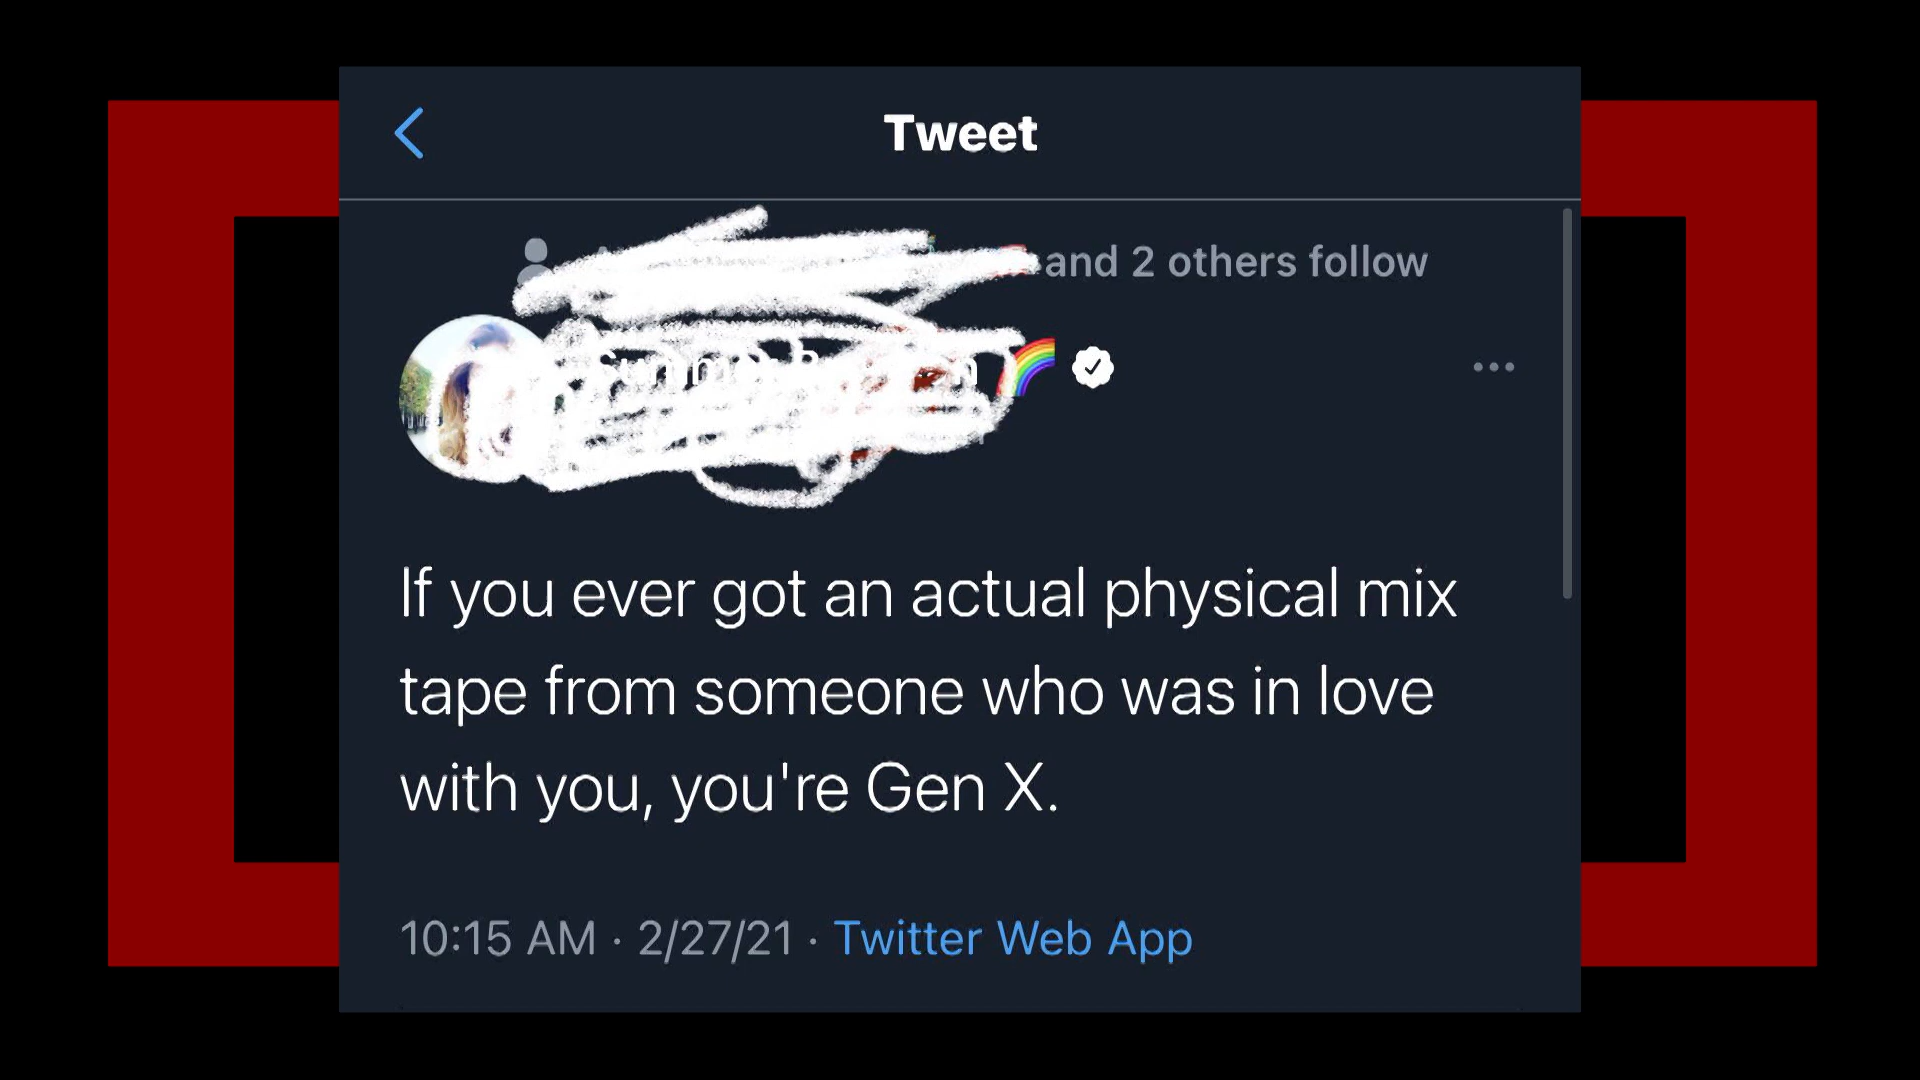 Tweet
and 2 others follow
If you ever got an actual physical mix
tape from someone who was in love
with you, you're Gen X.
10:15 AM · 2/27/21 · Twitter Web App